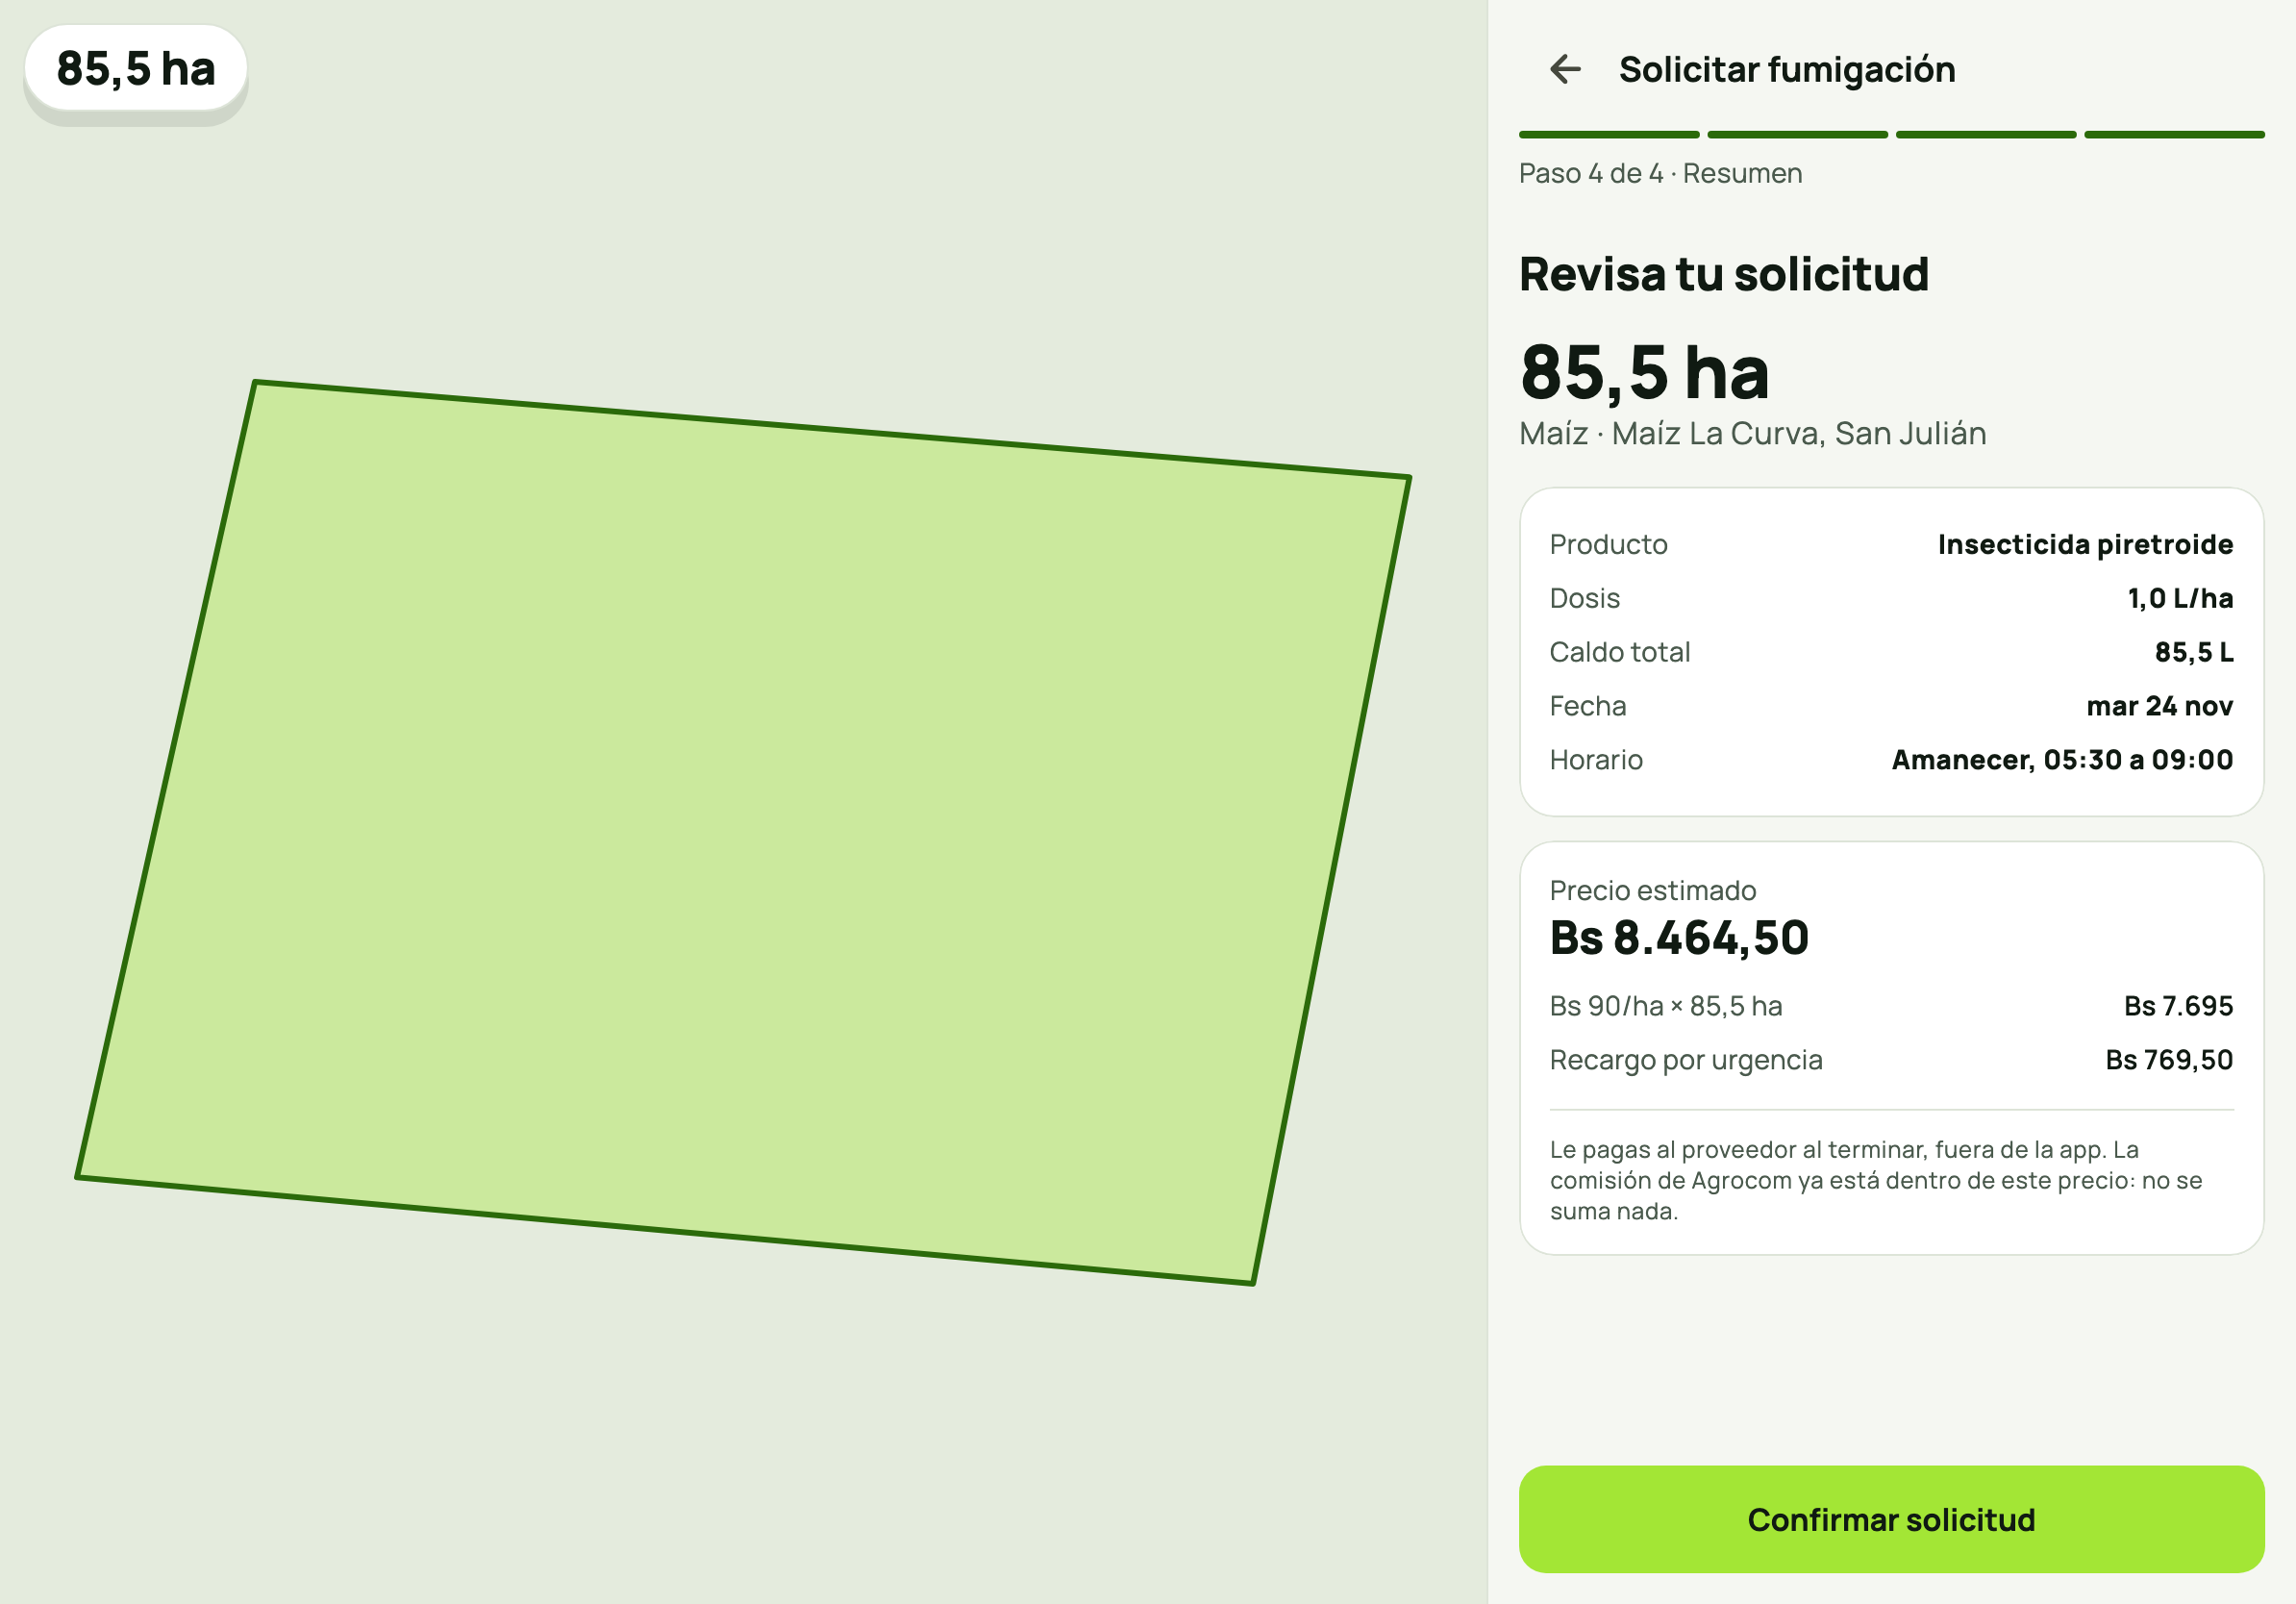 85,5 ha
Solicitar fumigación
Paso 4 de 4 · Resumen
Revisa tu solicitud
85,5 ha
Maíz · Maíz La Curva, San Julián
Producto Insecticida piretroide
Dosis 1,0 L/ha
Caldo total 85,5 L
Fecha mar 24 nov
Horario Amanecer, 05:30 a 09:00
Precio estimado
Bs 8.464,50
Bs 90/ha × 85,5 ha Bs 7.695
Recargo por urgencia Bs 769,50
Le pagas al proveedor al terminar, fuera de la app. La
comisión de Agrocom ya está dentro de este precio: no se
suma nada.
Confirmar solicitud